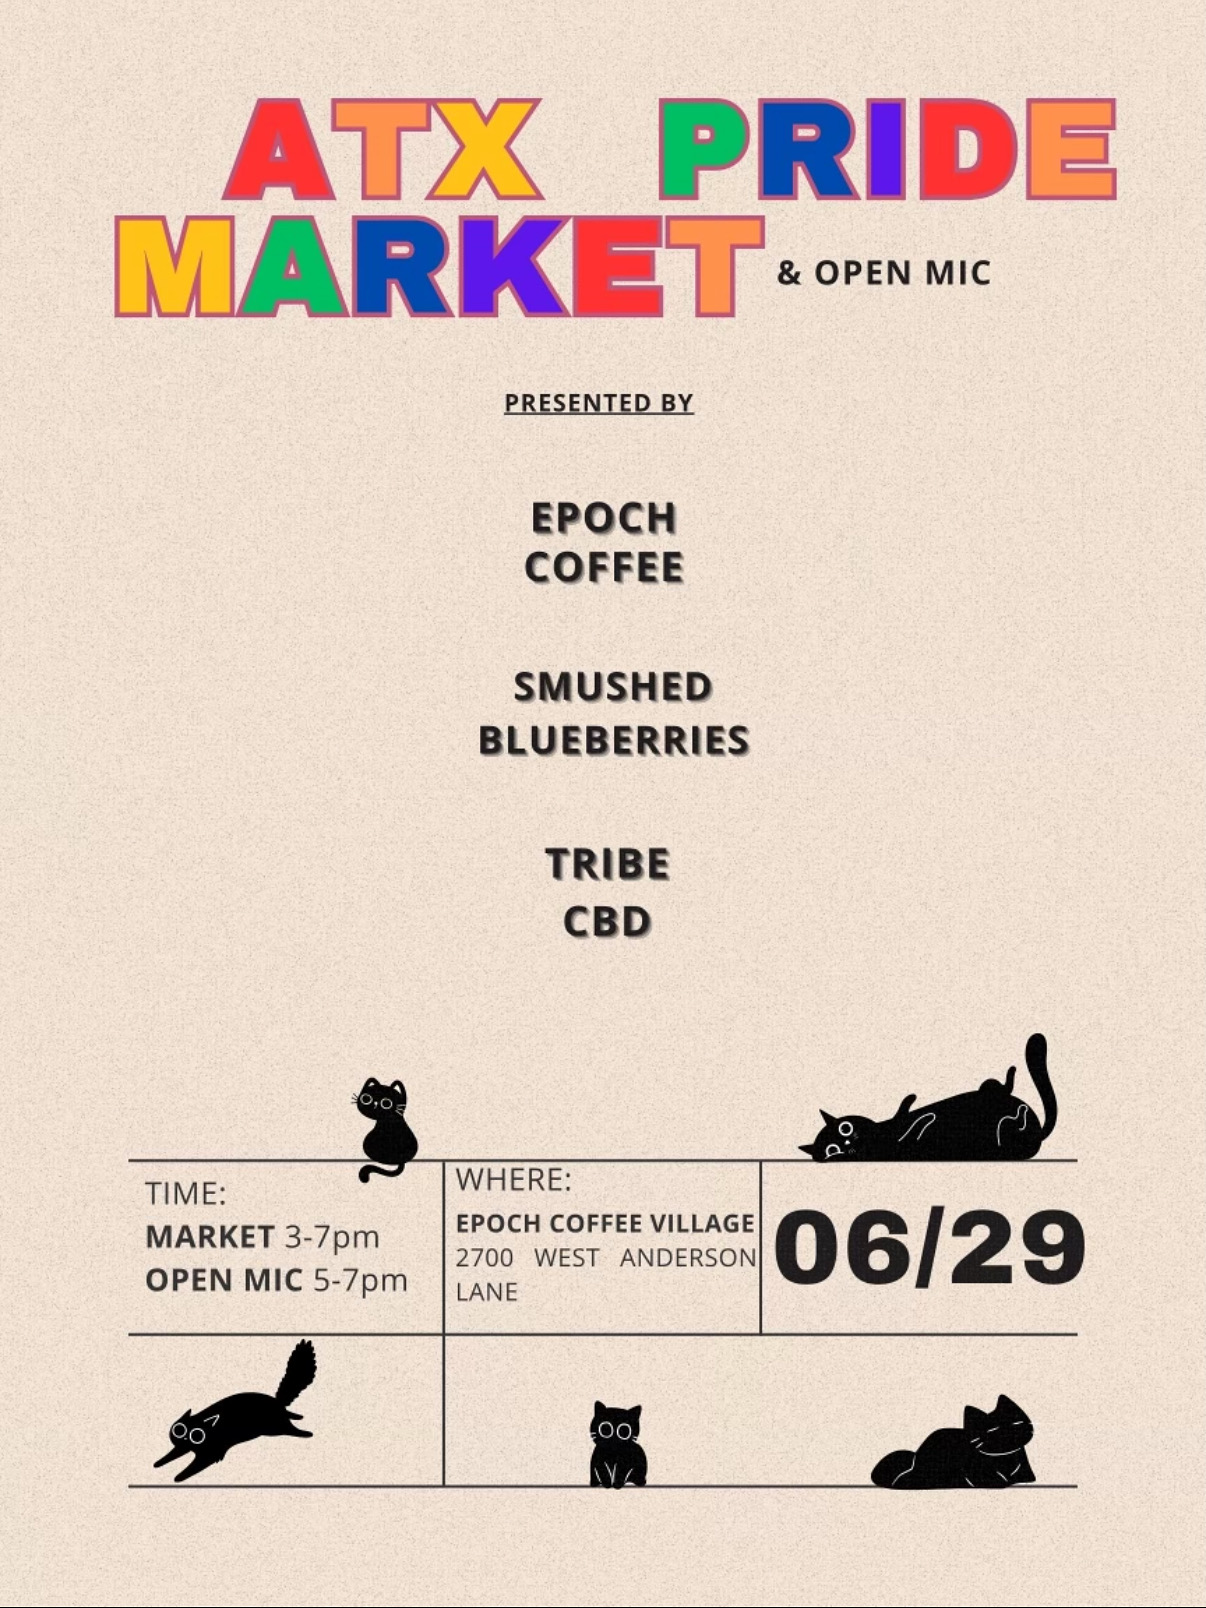 ATX PRIDE
MARKET & OPEN MIC
PRESENTED BY
EPOCH
COFFEE
SMUSHED
BLUEBERRIES
TRIBE
CBD
TIME:
MARKET 3-7pm
OPEN MIC 5-7pm
WHERE:
EPOCH COFFEE VILLAGE
2700 WEST ANDERSON
LANE
06/29